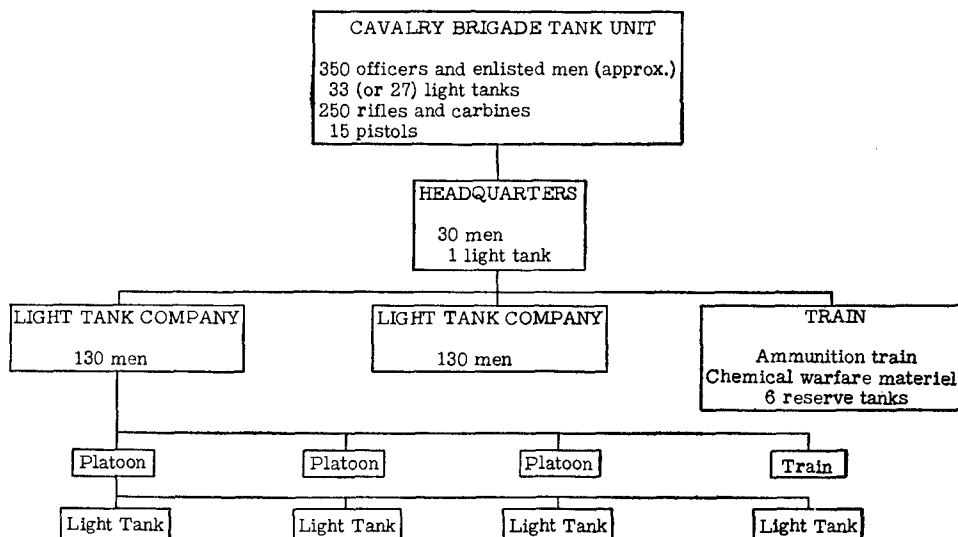 CAVALRY BRIGADE TANK UNIT
350 officers and enlisted men (approx.)
33 (or 27) light tanks
250 rifles and carbines
15 pistols
HEADQUARTERS
30 men
1 light tank
LIGHT TANK COMPANY
130 men
LIGHT TANK COMPANY
130 men
TRAIN
Ammunition train
Chemical warfare materiel
6 reserve tanks
Platoon
Platoon
Platoon
Train
Light Tank
Light Tank
Light Tank
Light Tank